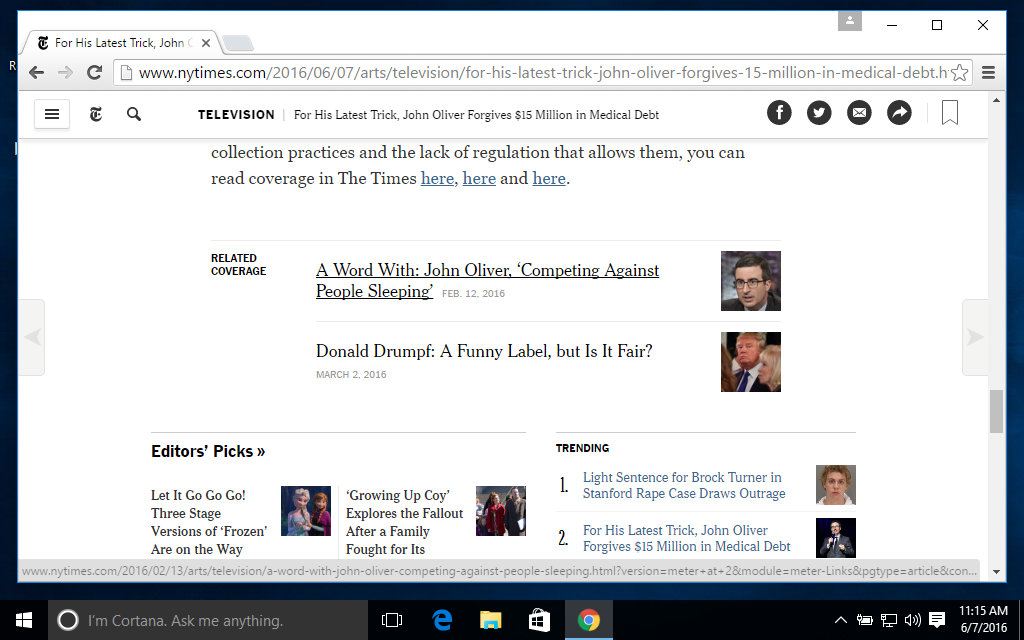 For His Latest Trick, John
www.nytimes.com/2016/06/07/arts/television/for-his-latest-trick-john-oliver-forgives-15-million-in-medical-debt.h
TELEVISION | For His Latest Trick, John Oliver Forgives $15 Million in Medical Debt
collection practices and the lack of regulation that allows them, you can
read coverage in The Times here, here and here.
RELATED
COVERAGE
A Word With: John Oliver, ‘Competing Against
People Sleeping’ FEB. 12, 2016
Donald Drumpf: A Funny Label, but Is It Fair?
MARCH 2, 2016
Editors’ Picks »
Let It Go Go Go!
Three Stage
Versions of ‘Frozen’
Are on the Way
‘Growing Up Coy’
Explores the Fallout
After a Family
Fought for Its
TRENDING
1. Light Sentence for Brock Turner in
Stanford Rape Case Draws Outrage
2. For His Latest Trick, John Oliver
Forgives $15 Million in Medical Debt
www.nytimes.com/2016/02/13/arts/television/a-word-with-john-oliver-competing-against-people-sleeping.html?version=meter+at+2&module=meter-Links&pgtype=article&con...
I'm Cortana. Ask me anything.
11:15 AM
6/7/2016